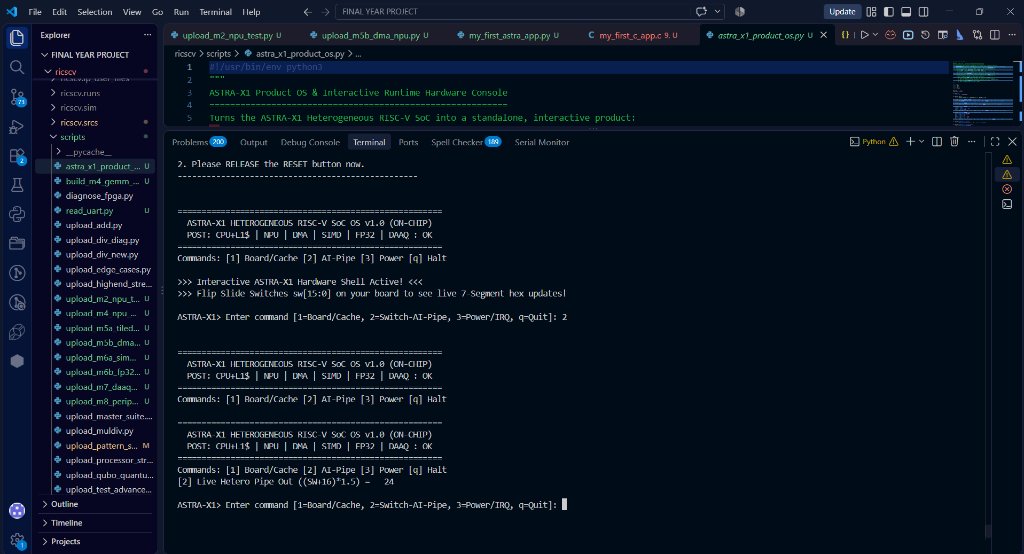 File Edit Selection View Go Run Terminal Help
FINAL YEAR PROJECT
Update
Explorer
FINAL YEAR PROJECT
ricscv
ricscv.ip_user_files
ricscv.runs
ricscv.sim
ricscv.srcs
scripts
__pycache__
astra_x1_product_... U
build_m4_gemm_... U
diagnose_fpga.py
read_uart.py U
upload_add.py
upload_div_diag.py
upload_div_new.py
upload_edge_cases.py
upload_highend_stre...
upload_m2_npu_t... U
upload_m4_npu_... U
upload_m5a_tiled... U
upload_m5b_dma... U
upload_m6a_sim... U
upload_m6b_fp32... U
upload_m7_daaq... U
upload_m8_perip... U
upload_master_suite....
upload_muldiv.py
upload_pattern_s... M
upload_processor_str...
upload_qubo_quantu...
upload_test_advance...
Outline
Timeline
Projects
73
2
1
upload_m2_npu_test.py U
upload_m5b_dma_npu.py U
my_first_astra_app.py U
C my_first_c_app.c 9, U
astra_x1_product_os.py U
ricscv > scripts > astra_x1_product_os.py > ...
1 #!/usr/bin/env python3
2 """
3 ASTRA-X1 Product OS & Interactive Runtime Hardware Console
4 ----------------------------------------------------------
5 Turns the ASTRA-X1 Heterogeneous RISC-V SoC into a standalone, interactive product:
Problems 200 Output Debug Console Terminal Ports Spell Checker 189 Serial Monitor
Python
2. Please RELEASE the RESET button now.
--------------------------------------------------
=======================================================
ASTRA-X1 HETEROGENEOUS RISC-V SoC OS v1.0 (ON-CHIP)
POST: CPU+L1$ | NPU | DMA | SIMD | FP32 | DAAQ : OK
=======================================================
Commands: [1] Board/Cache [2] AI-Pipe [3] Power [q] Halt
>>> Interactive ASTRA-X1 Hardware Shell Active! <<<
>>> Flip Slide Switches sw[15:0] on your board to see live 7-Segment hex updates!
ASTRA-X1> Enter command [1=Board/Cache, 2=Switch-AI-Pipe, 3=Power/IRQ, q=Quit]: 2
=======================================================
ASTRA-X1 HETEROGENEOUS RISC-V SoC OS v1.0 (ON-CHIP)
POST: CPU+L1$ | NPU | DMA | SIMD | FP32 | DAAQ : OK
=======================================================
Commands: [1] Board/Cache [2] AI-Pipe [3] Power [q] Halt
=======================================================
ASTRA-X1 HETEROGENEOUS RISC-V SoC OS v1.0 (ON-CHIP)
POST: CPU+L1$ | NPU | DMA | SIMD | FP32 | DAAQ : OK
=======================================================
Commands: [1] Board/Cache [2] AI-Pipe [3] Power [q] Halt
[2] Live Hetero Pipe Out ((SW+16)*1.5) = 24
ASTRA-X1> Enter command [1=Board/Cache, 2=Switch-AI-Pipe, 3=Power/IRQ, q=Quit]: